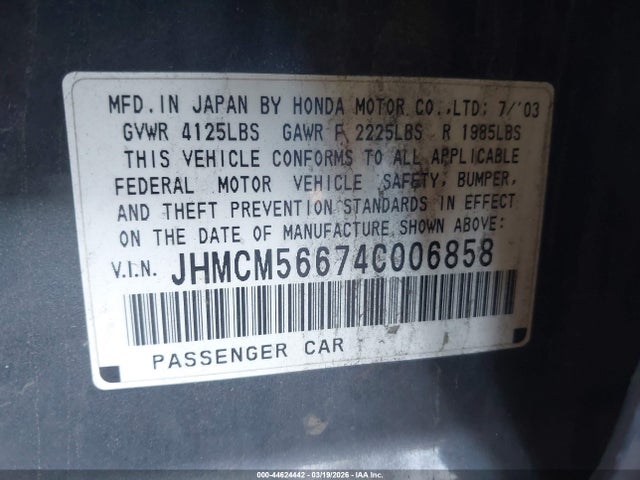 MFD. IN JAPAN BY HONDA MOTOR CO., LTD; 7/'03
GVWR 4125LBS GAWR F 2225LBS R 1985LBS
THIS VEHICLE CONFORMS TO ALL APPLICABLE
FEDERAL MOTOR VEHICLE SAFETY, BUMPER,
AND THEFT PREVENTION STANDARDS IN EFFECT
ON THE DATE OF MANUFACTURE SHOWN ABOVE:
V.I.N. JHMCM56674C006858
PASSENGER CAR
000-44624442 - 03/19/2026 - IAA Inc.